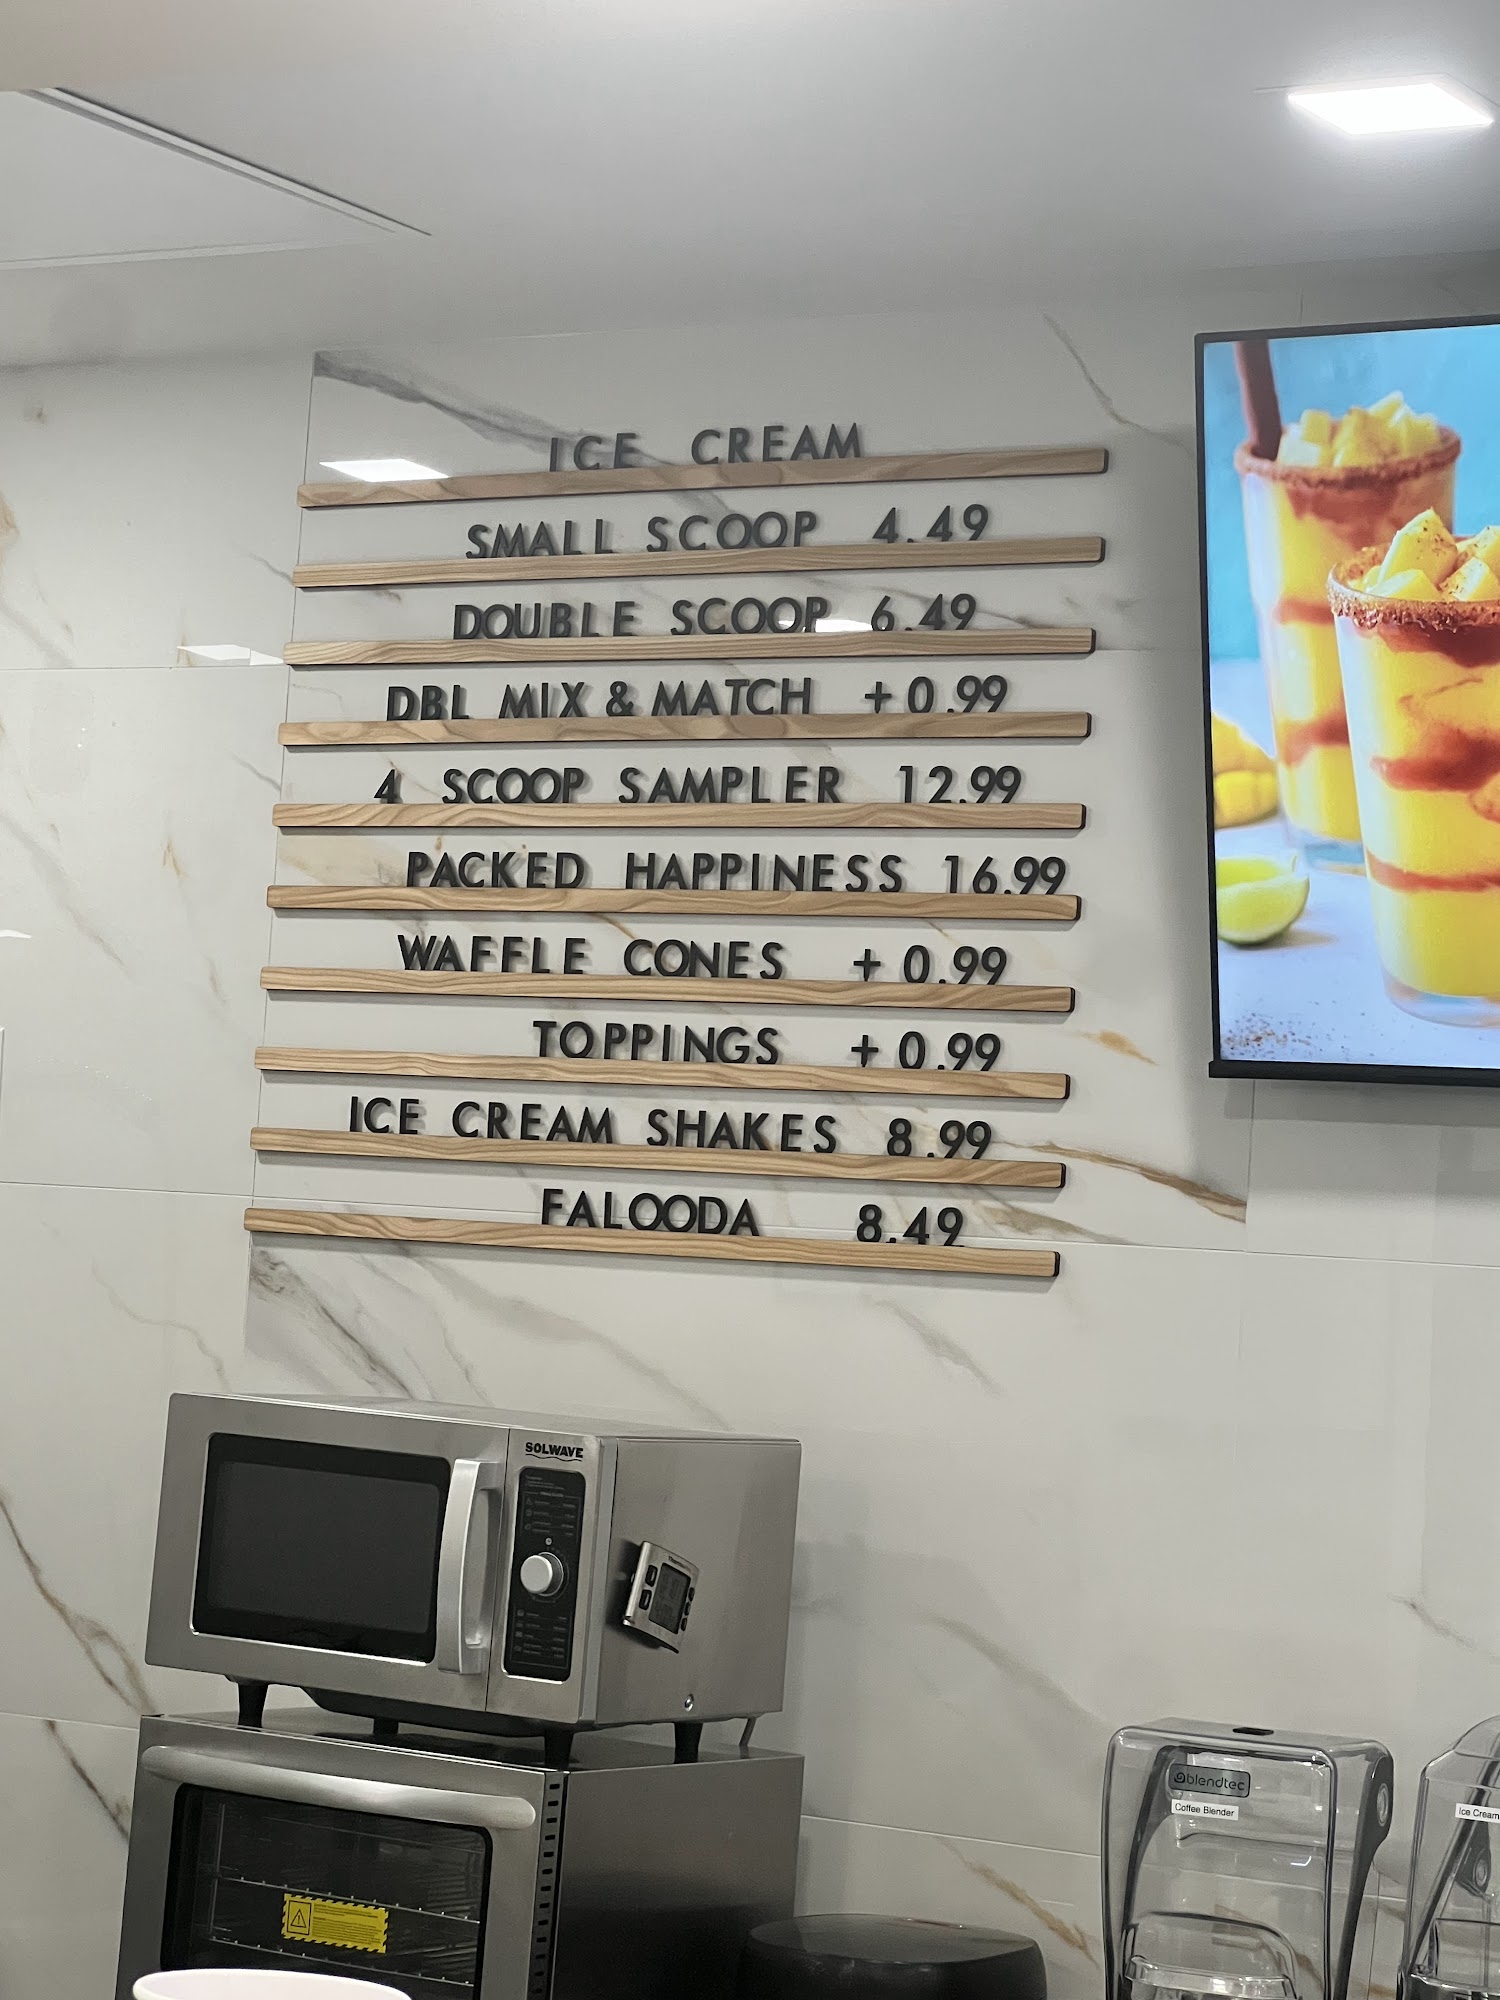 ICE CREAM
SMALL SCOOP 4.49
DOUBLE SCOOP 6.49
DBL MIX & MATCH +0.99
4 SCOOP SAMPLER 12.99
PACKED HAPPINESS 16.99
WAFFLE CONES +0.99
TOPPINGS +0.99
ICE CREAM SHAKES 8.99
FALOODA 8.49
SOLWAVE
blendtec
Coffee Blender
Ice Cream